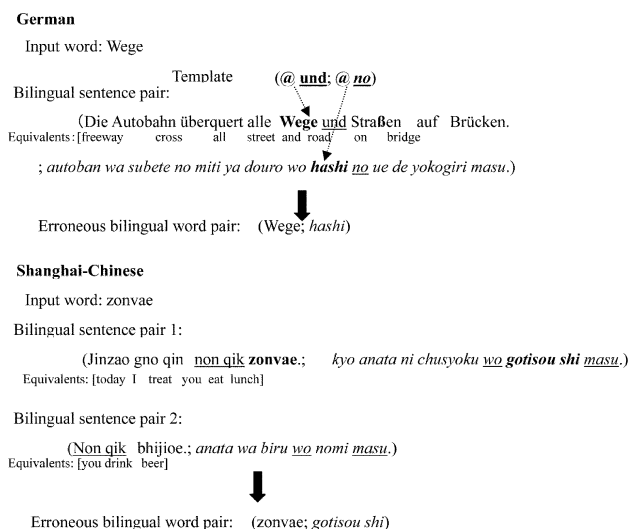 German
Input word: Wege
Template (@ und; @ no)
Bilingual sentence pair:
(Die Autobahn überquert alle Wege und Straßen auf Brücken.
Equivalents: [freeway cross all street and road on bridge
; autoban wa subete no miti ya douro wo hashi no ue de yokogiri masu.)
Erroneous bilingual word pair: (Wege; hashi)
Shanghai-Chinese
Input word: zonvae
Bilingual sentence pair 1:
(Jinzao gno qin non qik zonvae.; kyo anata ni chusyoku wo gotisou shi masu.)
Equivalents: [today I treat you eat lunch]
Bilingual sentence pair 2:
(Non qik bhijioe.; anata wa biru wo nomi masu.)
Equivalents: [you drink beer]
Erroneous bilingual word pair: (zonvae; gotisou shi)